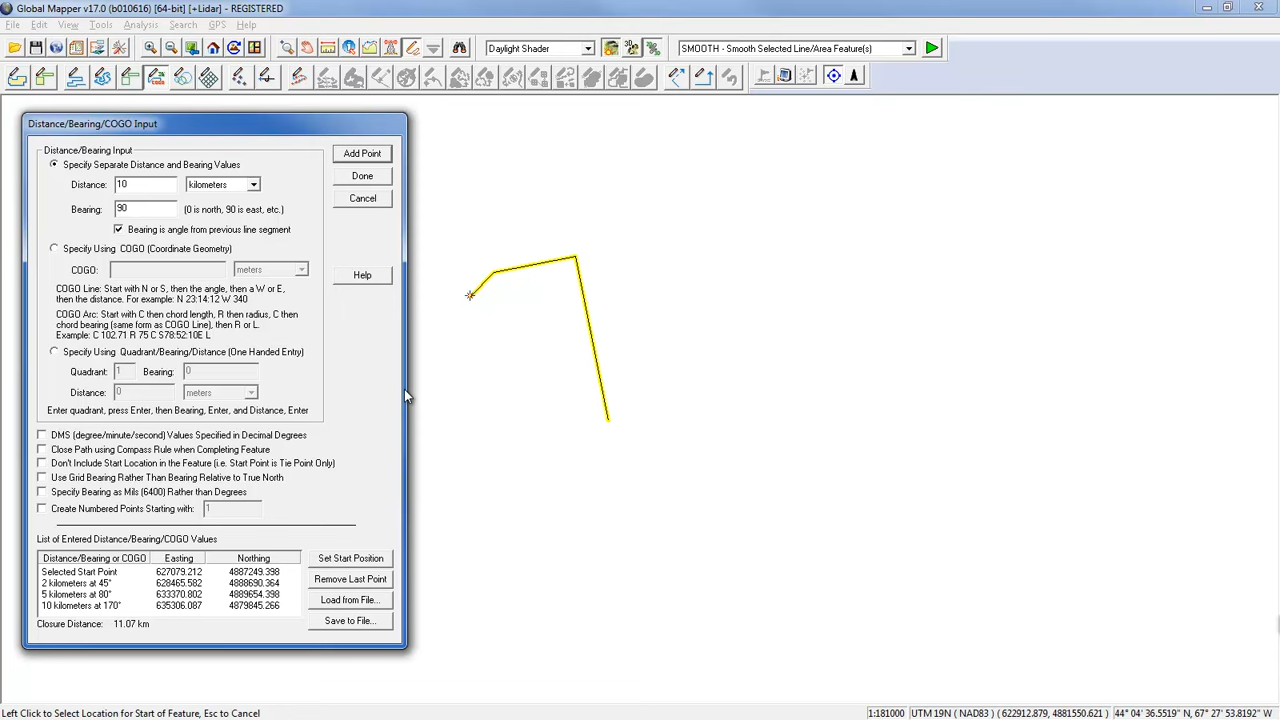 Global Mapper v17.0 (b010616) [64-bit] [+Lidar] - REGISTERED
File Edit View Tools Analysis Search GPS Help
Daylight Shader
SMOOTH - Smooth Selected Line/Area Feature(s)
Distance/Bearing/COGO Input
Distance/Bearing Input
Specify Separate Distance and Bearing Values
Add Point
Distance: 10 kilometers
Done
Cancel
Bearing: 90 (0 is north, 90 is east, etc.)
Bearing is angle from previous line segment
Specify Using COGO (Coordinate Geometry)
COGO: meters
Help
COGO Line: Start with N or S, then the angle, then a W or E,
then the distance. For example: N 23:14:12 W 340
COGO Arc: Start with C then chord length, R then radius, C then
chord bearing (same form as COGO Line), then R or L.
Example: C 102.71 R 75 C S78:52:10E L
Specify Using Quadrant/Bearing/Distance (One Handed Entry)
Quadrant: 1 Bearing: 0
Distance: 0 meters
Enter quadrant, press Enter, then Bearing, Enter, and Distance, Enter
DMS (degree/minute/second) Values Specified in Decimal Degrees
Close Path using Compass Rule when Completing Feature
Don't Include Start Location in the Feature (i.e. Start Point is Tie Point Only)
Use Grid Bearing Rather Than Bearing Relative to True North
Specify Bearing as Mils (6400) Rather than Degrees
Create Numbered Points Starting with: 1
List of Entered Distance/Bearing/COGO Values
Distance/Bearing or COGO Easting Northing
Set Start Position
Selected Start Point 627079.212 4887249.398
2 kilometers at 45° 628465.582 4888690.364
Remove Last Point
5 kilometers at 80° 633370.802 4889654.398
10 kilometers at 170° 635306.087 4879845.266
Load from File...
Closure Distance: 11.07 km
Save to File...
Left Click to Select Location for Start of Feature, Esc to Cancel
1:181000 UTM 19N ( NAD83 ) ( 622912.879, 4881550.621 ) 44° 04' 36.5519" N, 67° 27' 53.8192" W